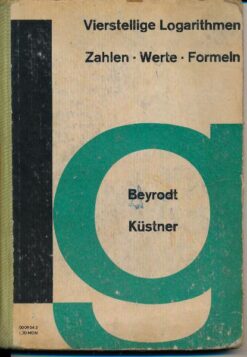 Vierstellige Logarithmen
Zahlen · Werte · Formeln
lg
Beyrodt
Küstner